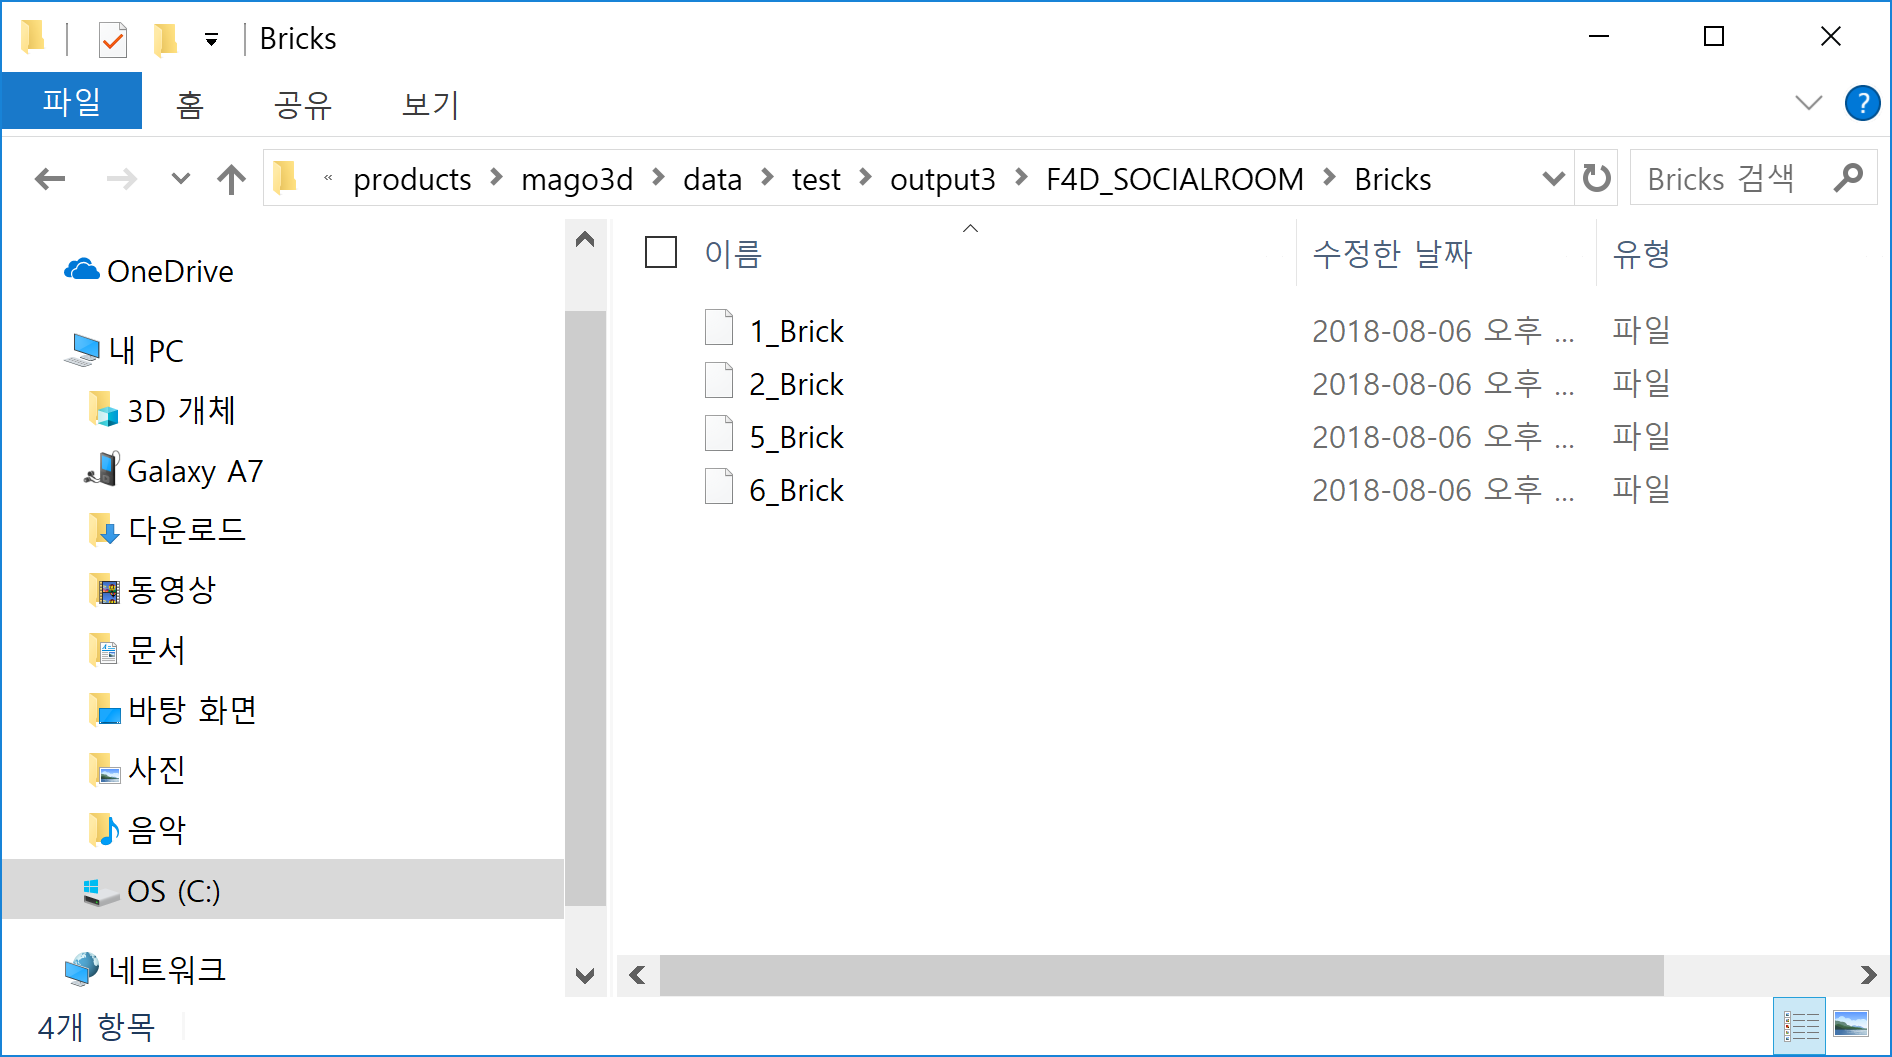 Bricks
파일 홈 공유 보기
« products > mago3d > data > test > output3 > F4D_SOCIALROOM > Bricks
Bricks 검색
OneDrive
내 PC
3D 개체
Galaxy A7
다운로드
동영상
문서
바탕 화면
사진
음악
OS (C:)
네트워크
이름 수정한 날짜 유형
1_Brick 2018-08-06 오후 ... 파일
2_Brick 2018-08-06 오후 ... 파일
5_Brick 2018-08-06 오후 ... 파일
6_Brick 2018-08-06 오후 ... 파일
4개 항목